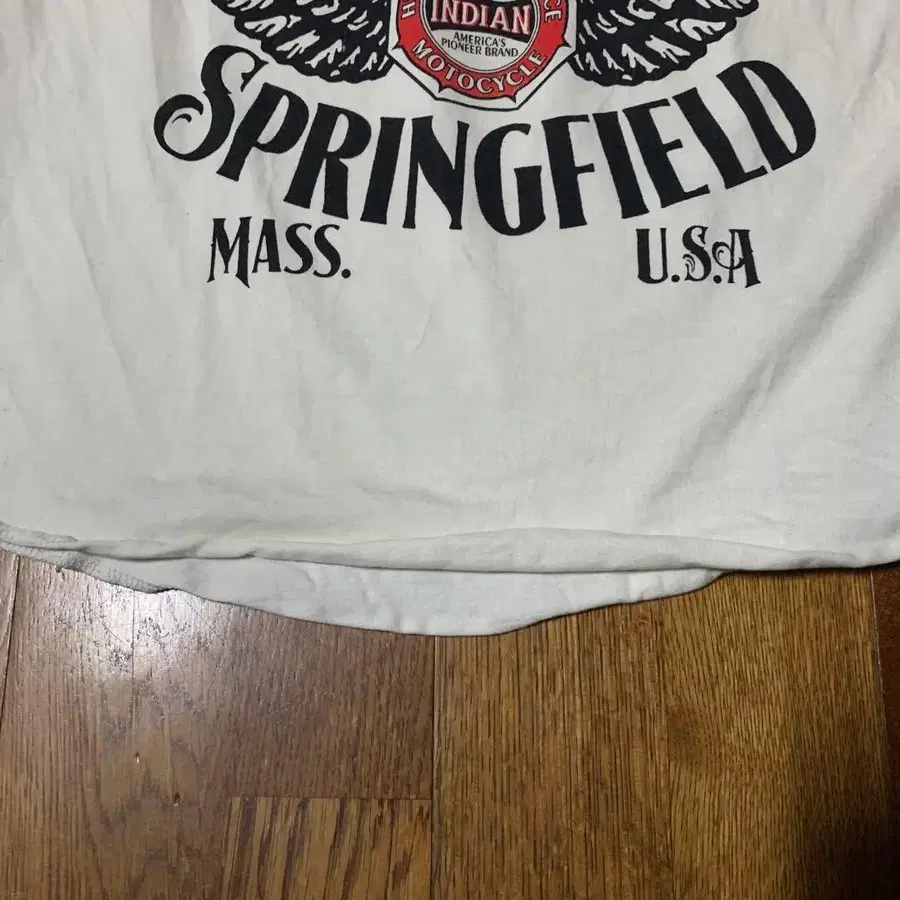 INDIAN
AMERICA'S
PIONEER BRAND
MOTOCYCLE
SPRINGFIELD
MASS.
U.S.A